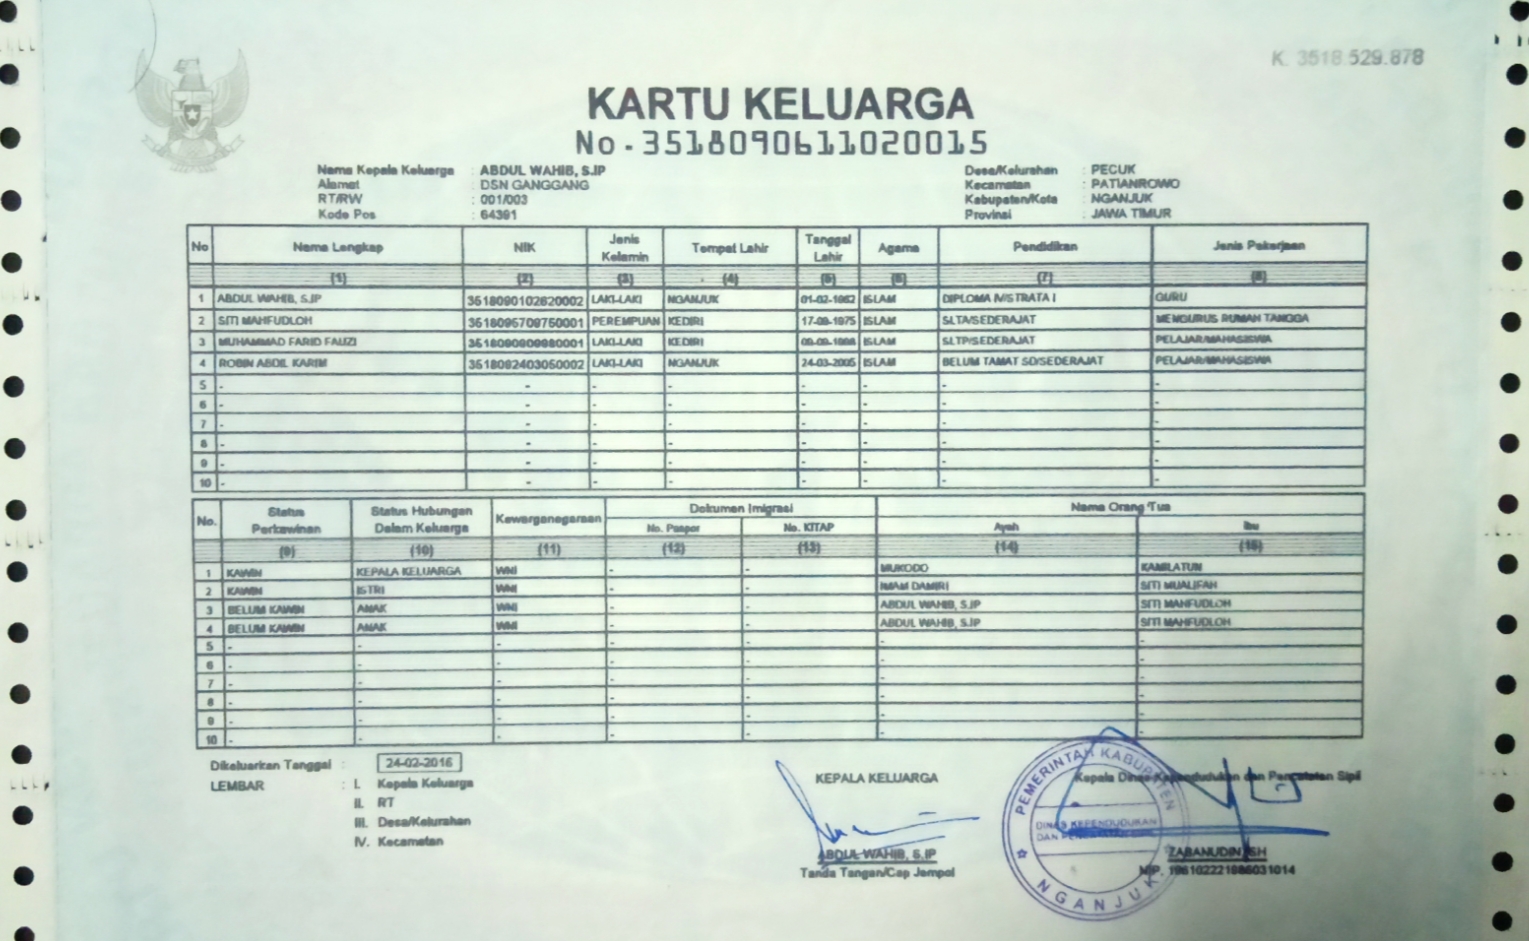 K. 3518.529.878
KARTU KELUARGA
No. 3518090611020015
Nama Kepala Keluarga : ABDUL WAHIB, S.IP
Alamat : DSN GANGGANG
RT/RW : 001/003
Kode Pos : 64391
Desa/Kelurahan : PECUK
Kecamatan : PATIANROWO
Kabupaten/Kota : NGANJUK
Provinsi : JAWA TIMUR
No Nama Lengkap NIK Jenis Kelamin Tempat Lahir Tanggal Lahir Agama Pendidikan Jenis Pekerjaan
(1) (2) (3) (4) (5) (6) (7) (8)
1 ABDUL WAHIB, S.IP 3518090102620002 LAKI-LAKI NGANJUK 01-02-1962 ISLAM DIPLOMA IV/STRATA I GURU
2 SITI MAHFUDLOH 3518095709750001 PEREMPUAN KEDIRI 17-09-1975 ISLAM SLTA/SEDERAJAT MENGURUS RUMAH TANGGA
3 MUHAMMAD FARID FAUZI 3518090909980001 LAKI-LAKI KEDIRI 09-09-1998 ISLAM SLTP/SEDERAJAT PELAJAR/MAHASISWA
4 ROBIN ABDIL KARIM 3518092403050002 LAKI-LAKI NGANJUK 24-03-2005 ISLAM BELUM TAMAT SD/SEDERAJAT PELAJAR/MAHASISWA
5 - - - - - - - -
6 - - - - - - - -
7 - - - - - - - -
8 - - - - - - - -
9 - - - - - - - -
10 - - - - - - - -
No. Status Perkawinan Status Hubungan Dalam Keluarga Kewarganegaraan Dokumen Imigrasi Nama Orang Tua
No. Paspor No. KITAP Ayah Ibu
(9) (10) (11) (12) (13) (14) (15)
1 KAWIN KEPALA KELUARGA WNI - - MUKODO KAMILATUN
2 KAWIN ISTRI WNI - - IMAM DAMIRI SITI MUALIFAH
3 BELUM KAWIN ANAK WNI - - ABDUL WAHIB, S.IP SITI MAHFUDLOH
4 BELUM KAWIN ANAK WNI - - ABDUL WAHIB, S.IP SITI MAHFUDLOH
5 - - - - - - -
6 - - - - - - -
7 - - - - - - -
8 - - - - - - -
9 - - - - - - -
10 - - - - - - -
Dikeluarkan Tanggal : 24-02-2016
LEMBAR : I. Kepala Keluarga
II. RT
III. Desa/Kelurahan
IV. Kecamatan
KEPALA KELUARGA
ABDUL WAHIB, S.IP
Tanda Tangan/Cap Jempol
Kepala Dinas Kependudukan dan Pencatatan Sipil
PEMERINTAH KABUPATEN
DINAS KEPENDUDUKAN
DAN
NGANJUK
ZABANUDIN, SH
NIP. 196102221986031014